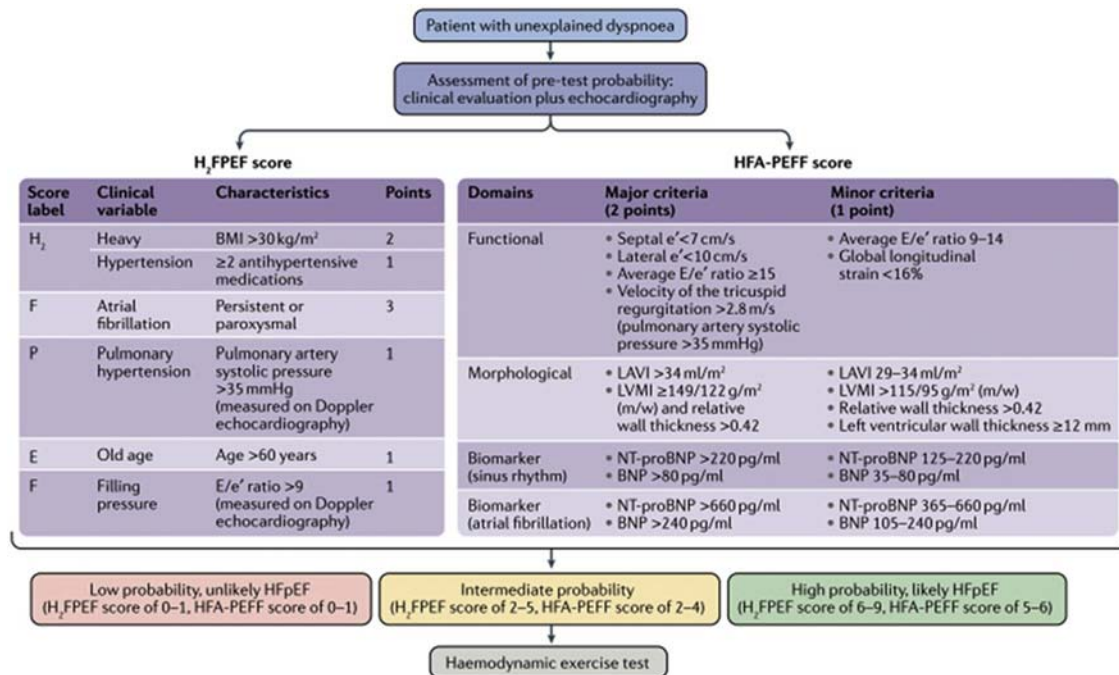 Patient with unexplained dyspnoea
Assessment of pre-test probability:
clinical evaluation plus echocardiography
H₂FPEF score
Score label
Clinical variable
Characteristics
Points
H₂
Heavy
BMI >30 kg/m²
2
Hypertension
≥2 antihypertensive
medications
1
F
Atrial
fibrillation
Persistent or
paroxysmal
3
P
Pulmonary
hypertension
Pulmonary artery
systolic pressure
>35 mmHg
(measured on Doppler
echocardiography)
1
E
Old age
Age >60 years
1
F
Filling
pressure
E/e′ ratio >9
(measured on Doppler
echocardiography)
1
HFA-PEFF score
Domains
Major criteria
(2 points)
Minor criteria
(1 point)
Functional
• Septal e′<7 cm/s
• Lateral e′<10 cm/s
• Average E/e′ ratio ≥15
• Velocity of the tricuspid
regurgitation >2.8 m/s
(pulmonary artery systolic
pressure >35 mmHg)
• Average E/e′ ratio 9–14
• Global longitudinal
strain <16%
Morphological
• LAVI >34 ml/m²
• LVMI ≥149/122 g/m²
(m/w) and relative
wall thickness >0.42
• LAVI 29–34 ml/m²
• LVMI >115/95 g/m² (m/w)
• Relative wall thickness >0.42
• Left ventricular wall thickness ≥12 mm
Biomarker
(sinus rhythm)
• NT-proBNP >220 pg/ml
• BNP >80 pg/ml
• NT-proBNP 125–220 pg/ml
• BNP 35–80 pg/ml
Biomarker
(atrial fibrillation)
• NT-proBNP >660 pg/ml
• BNP >240 pg/ml
• NT-proBNP 365–660 pg/ml
• BNP 105–240 pg/ml
Low probability, unlikely HFpEF
(H₂FPEF score of 0–1, HFA-PEFF score of 0–1)
Intermediate probability
(H₂FPEF score of 2–5, HFA-PEFF score of 2–4)
High probability, likely HFpEF
(H₂FPEF score of 6–9, HFA-PEFF score of 5–6)
Haemodynamic exercise test